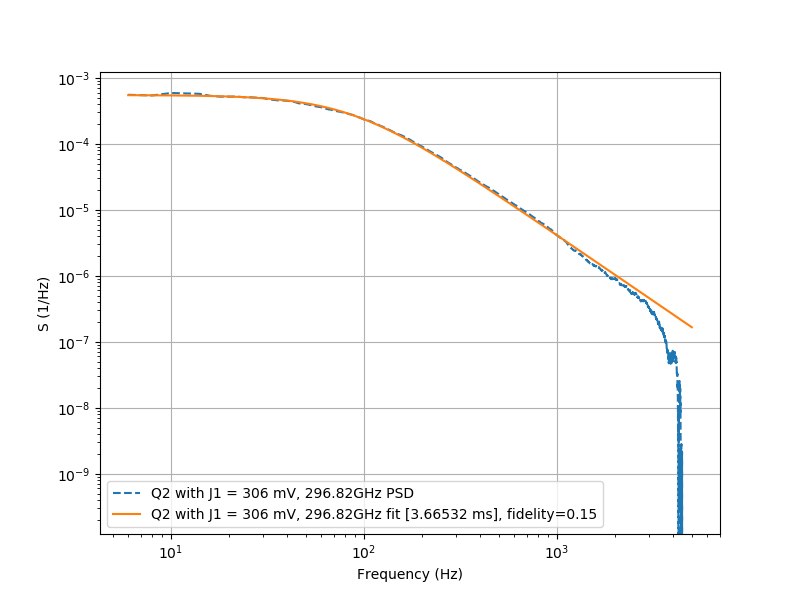 10⁻³
10⁻⁴
10⁻⁵
10⁻⁶
10⁻⁷
10⁻⁸
10⁻⁹
S (1/Hz)
Q2 with J1 = 306 mV, 296.82GHz PSD
Q2 with J1 = 306 mV, 296.82GHz fit [3.66532 ms], fidelity=0.15
10¹
10²
10³
Frequency (Hz)